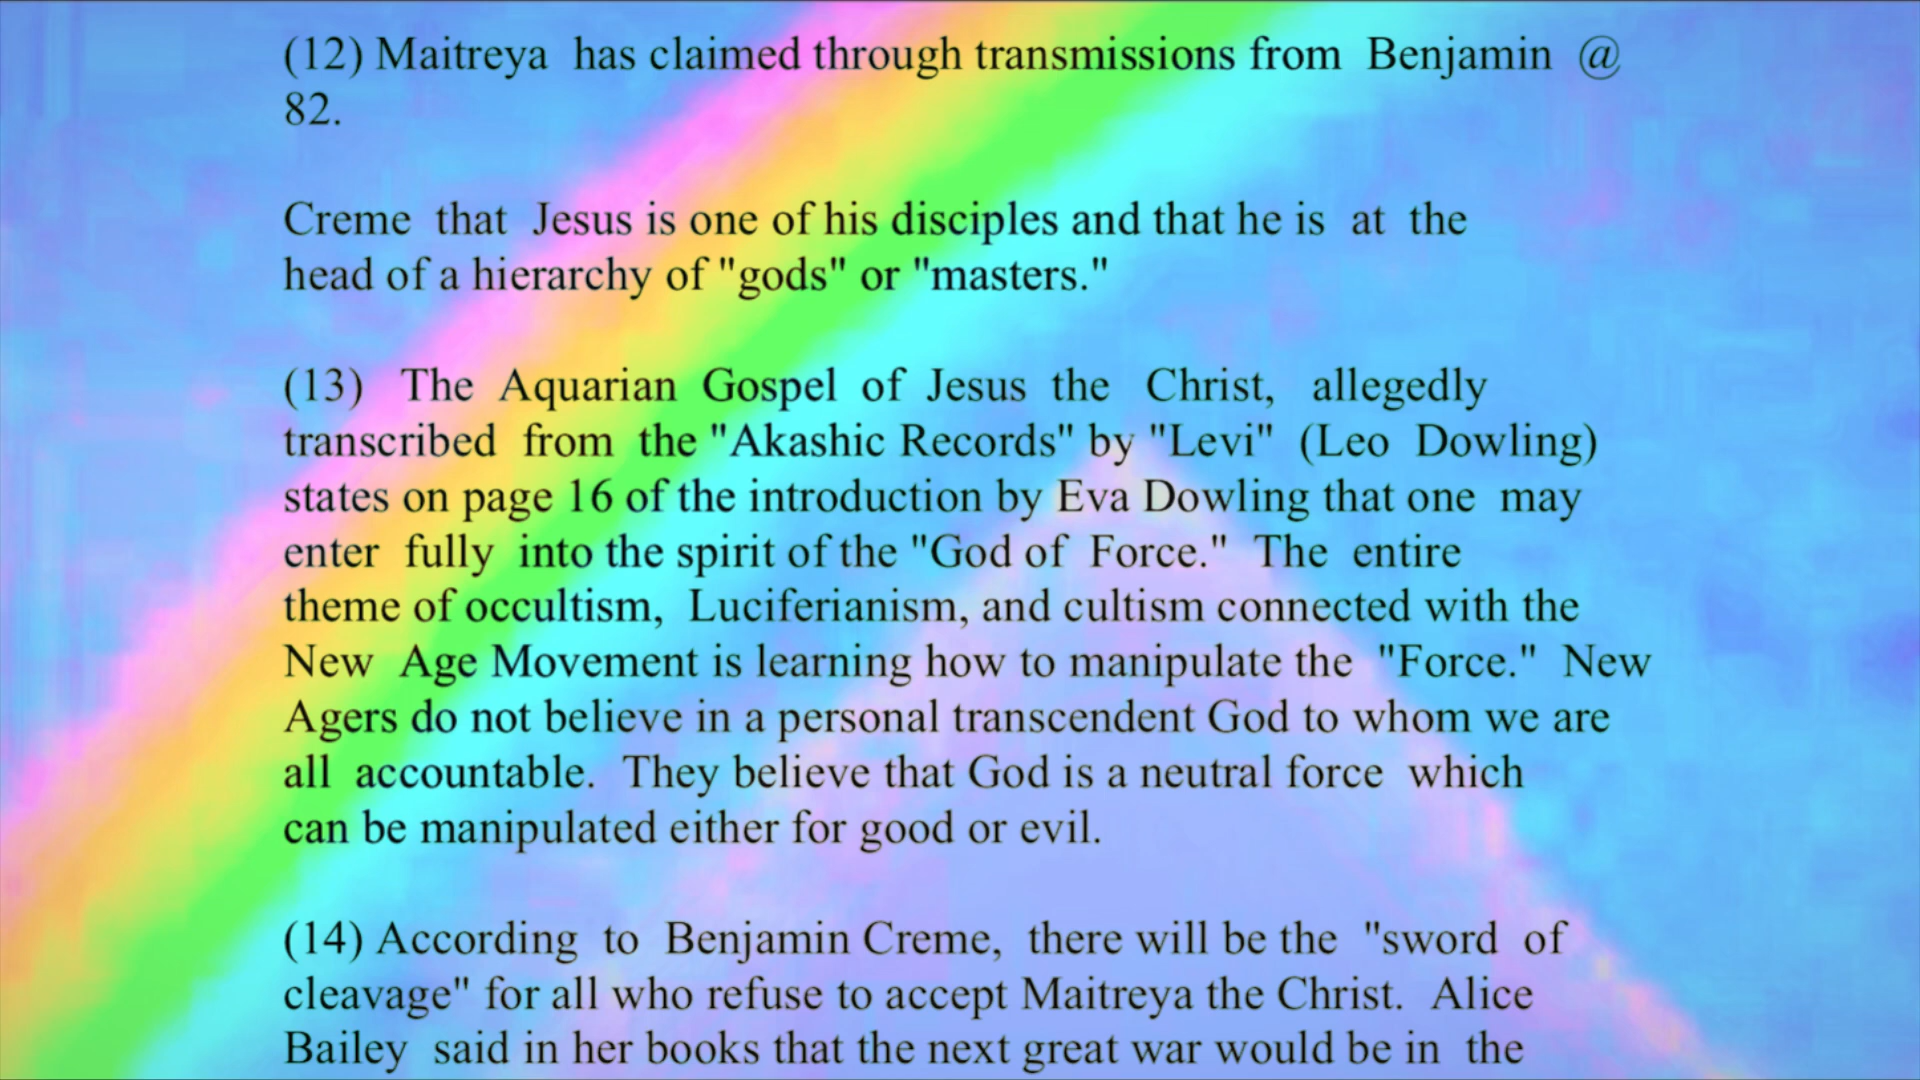 (12) Maitreya has claimed through transmissions from Benjamin @
82.
Creme that Jesus is one of his disciples and that he is at the
head of a hierarchy of "gods" or "masters."
(13) The Aquarian Gospel of Jesus the Christ, allegedly
transcribed from the "Akashic Records" by "Levi" (Leo Dowling)
states on page 16 of the introduction by Eva Dowling that one may
enter fully into the spirit of the "God of Force." The entire
theme of occultism, Luciferianism, and cultism connected with the
New Age Movement is learning how to manipulate the "Force." New
Agers do not believe in a personal transcendent God to whom we are
all accountable. They believe that God is a neutral force which
can be manipulated either for good or evil.
(14) According to Benjamin Creme, there will be the "sword of
cleavage" for all who refuse to accept Maitreya the Christ. Alice
Bailey said in her books that the next great war would be in the